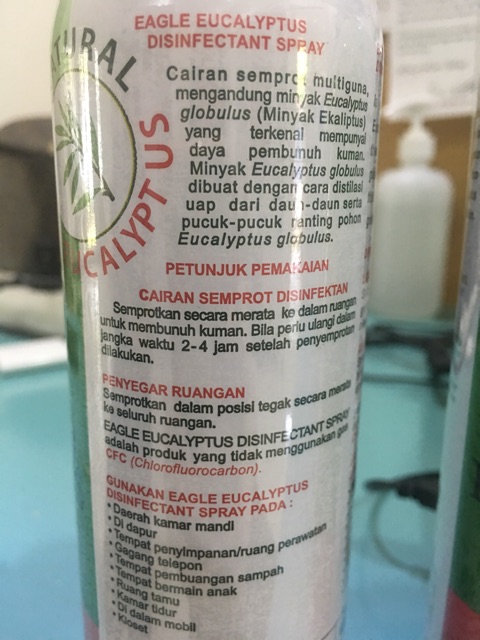 EAGLE EUCALYPTUS
DISINFECTANT SPRAY
NATURAL
EUCALYPTUS
Cairan semprot multiguna,
mengandung minyak Eucalyptus
globulus (Minyak Ekaliptus)
yang terkenal mempunyai
daya pembunuh kuman.
Minyak Eucalyptus globulus
dibuat dengan cara distilasi
uap dari daun-daun serta
pucuk-pucuk ranting pohon
Eucalyptus globulus.
PETUNJUK PEMAKAIAN
CAIRAN SEMPROT DISINFEKTAN
Semprotkan secara merata ke dalam ruangan
untuk membunuh kuman. Bila perlu ulangi dalam
jangka waktu 2-4 jam setelah penyemprotan
dilakukan.
PENYEGAR RUANGAN
Semprotkan dalam posisi tegak secara merata
ke seluruh ruangan.
EAGLE EUCALYPTUS DISINFECTANT SPRAY
adalah produk yang tidak menggunakan gas
CFC (Chlorofluorocarbon).
GUNAKAN EAGLE EUCALYPTUS
DISINFECTANT SPRAY PADA :
• Daerah kamar mandi
• Di dapur
• Tempat penyimpanan/ruang perawatan
• Gagang telepon
• Tempat pembuangan sampah
• Tempat bermain anak
• Ruang tamu
• Kamar tidur
• Di dalam mobil
• Kloset